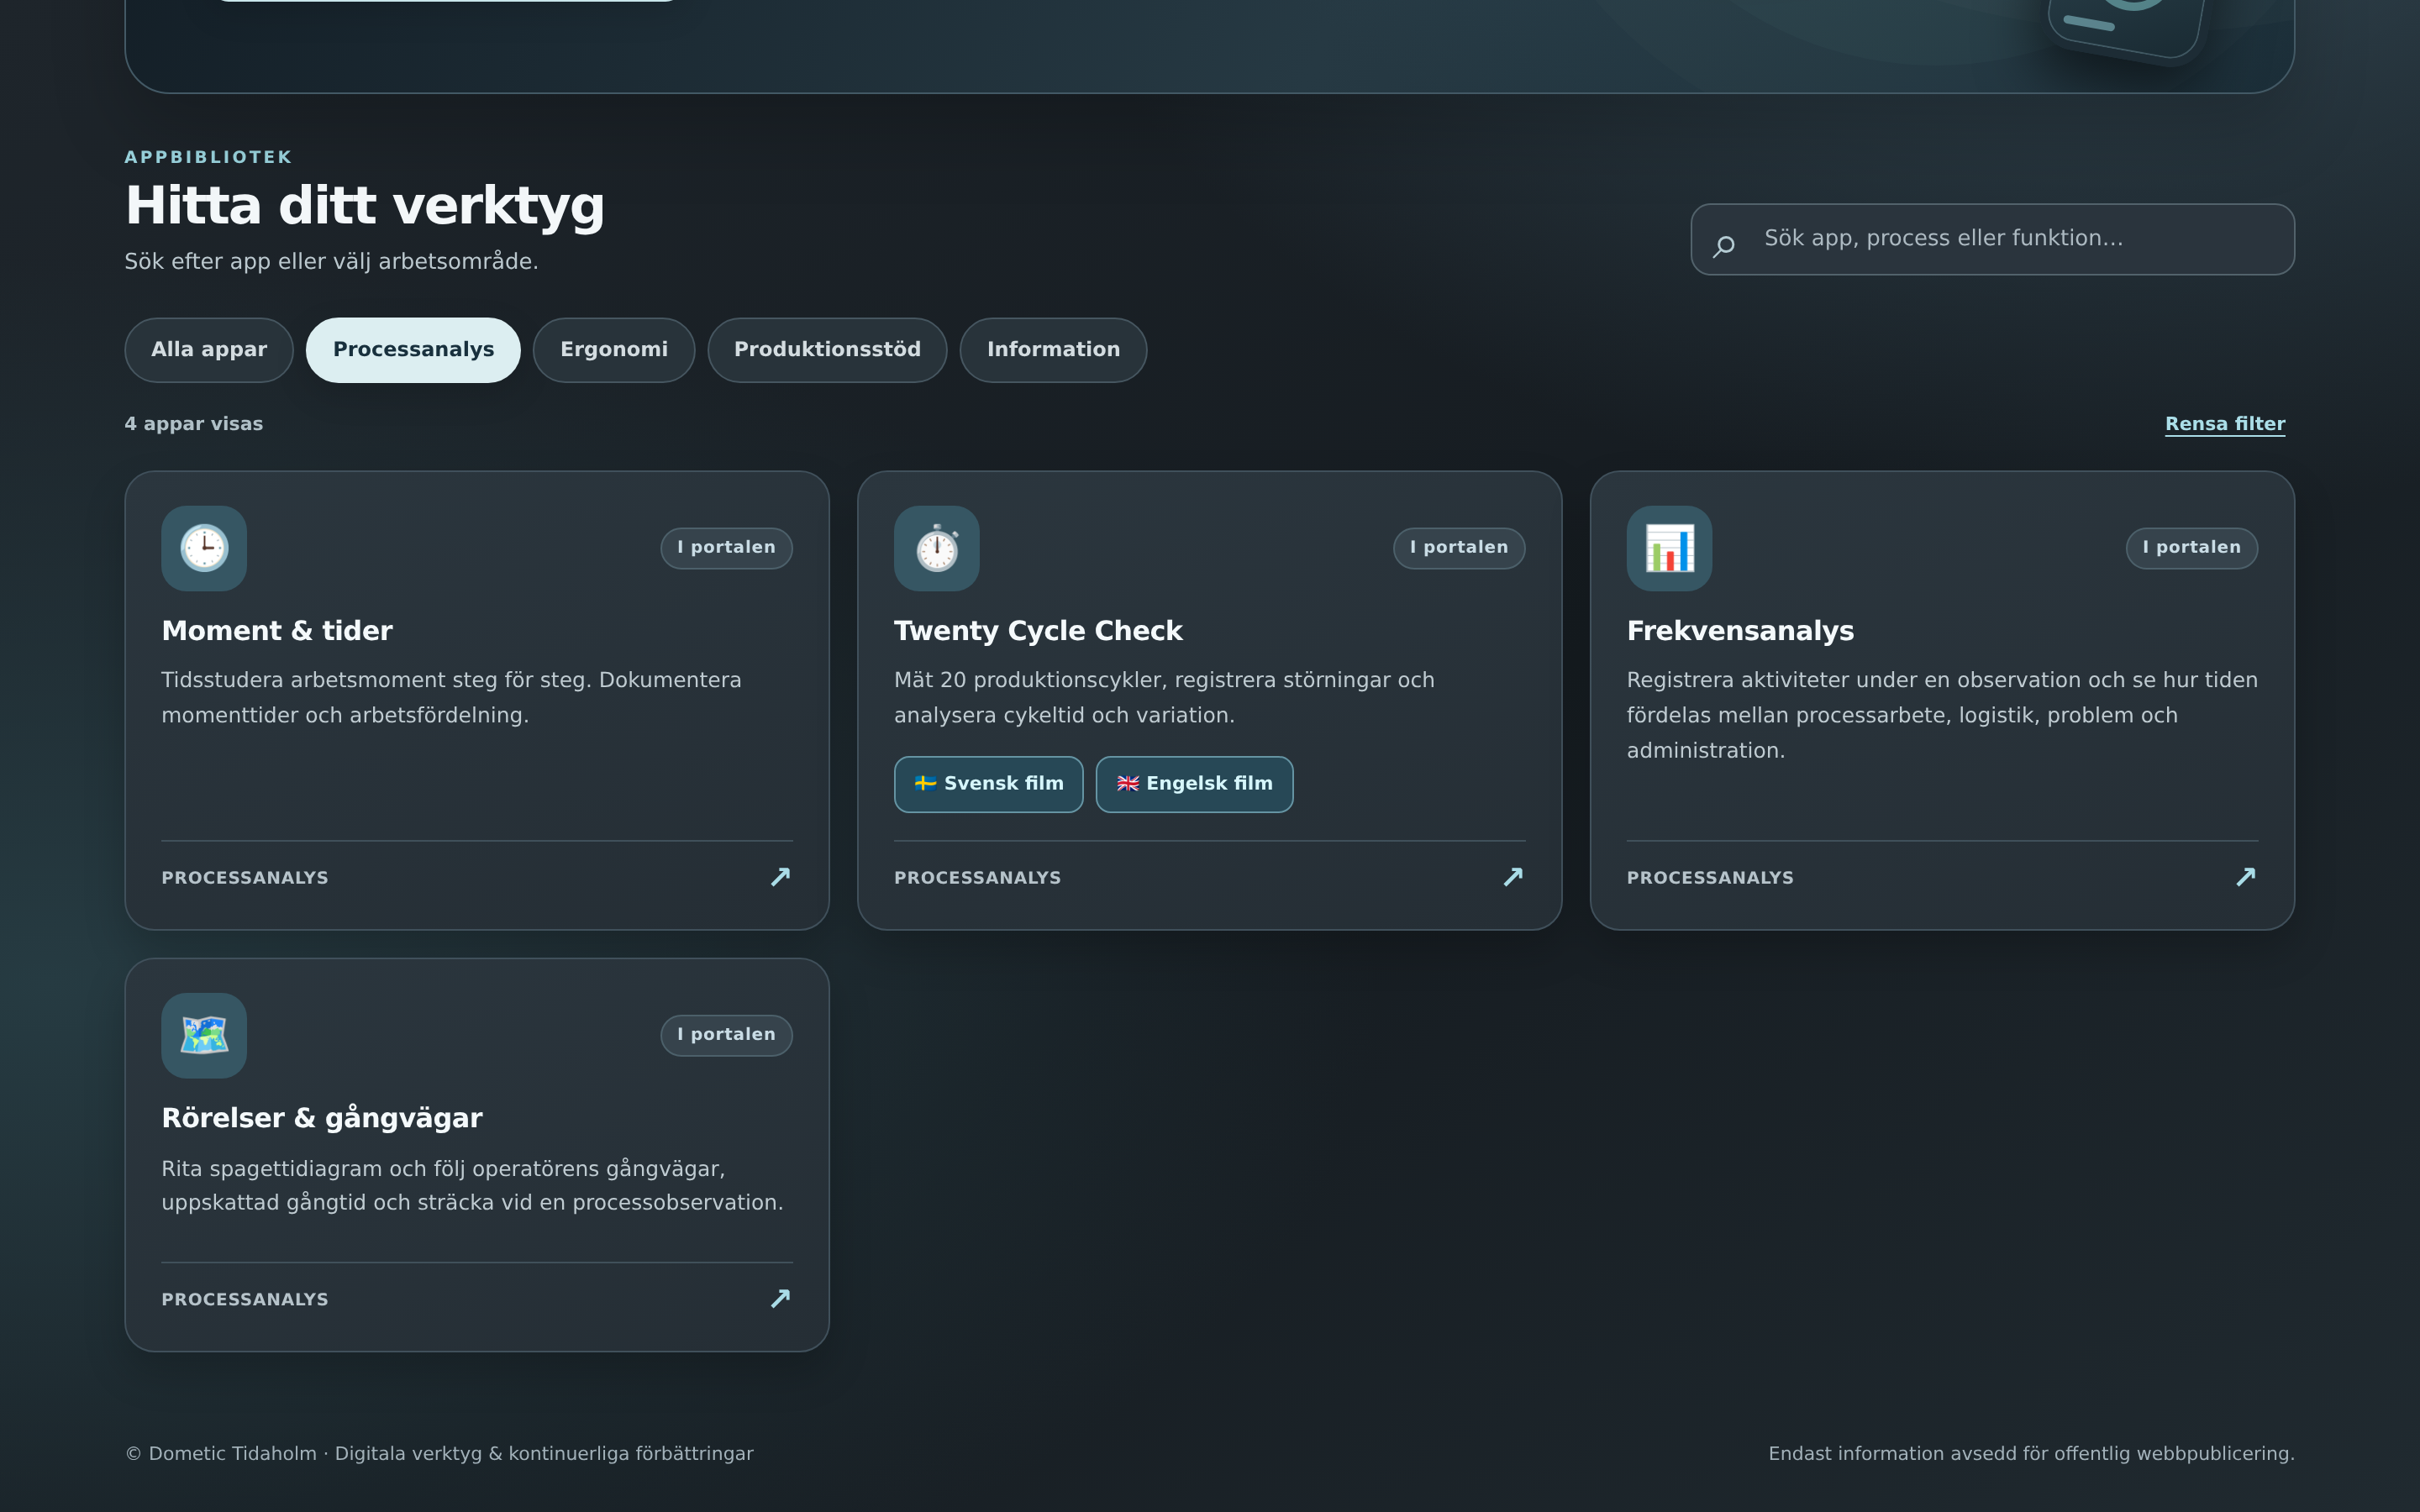 APPBIBLIOTEK
Hitta ditt verktyg
Sök efter app eller välj arbetsområde.
Sök app, process eller funktion...
Alla appar
Processanalys
Ergonomi
Produktionsstöd
Information
4 appar visas
Rensa filter
I portalen
Moment & tider
Tidsstudera arbetsmoment steg för steg. Dokumentera
momenttider och arbetsfördelning.
PROCESSANALYS
I portalen
Twenty Cycle Check
Mät 20 produktionscykler, registrera störningar och
analysera cykeltid och variation.
Svensk film
Engelsk film
PROCESSANALYS
I portalen
Frekvensanalys
Registrera aktiviteter under en observation och se hur tiden
fördelas mellan processarbete, logistik, problem och
administration.
PROCESSANALYS
I portalen
Rörelser & gångvägar
Rita spagettidiagram och följ operatörens gångvägar,
uppskattad gångtid och sträcka vid en processobservation.
PROCESSANALYS
© Dometic Tidaholm · Digitala verktyg & kontinuerliga förbättringar
Endast information avsedd för offentlig webbpublicering.